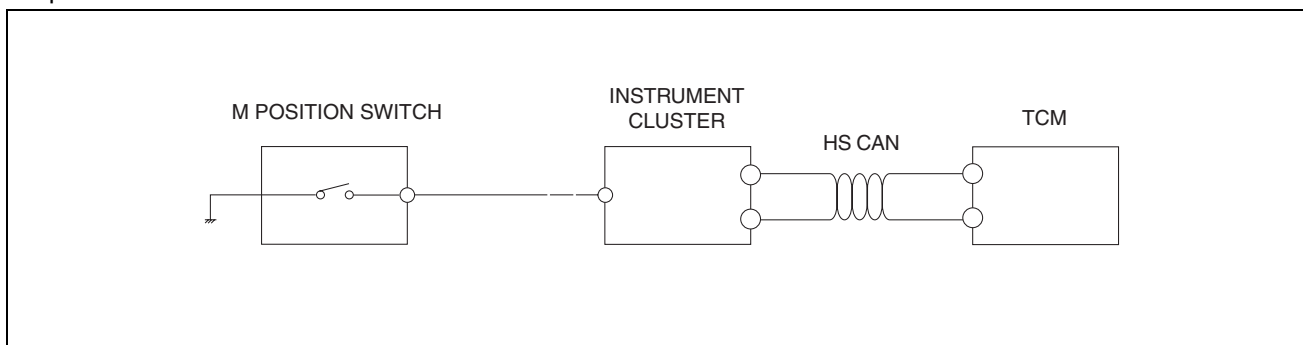 M POSITION SWITCH
INSTRUMENT
CLUSTER
HS CAN
TCM